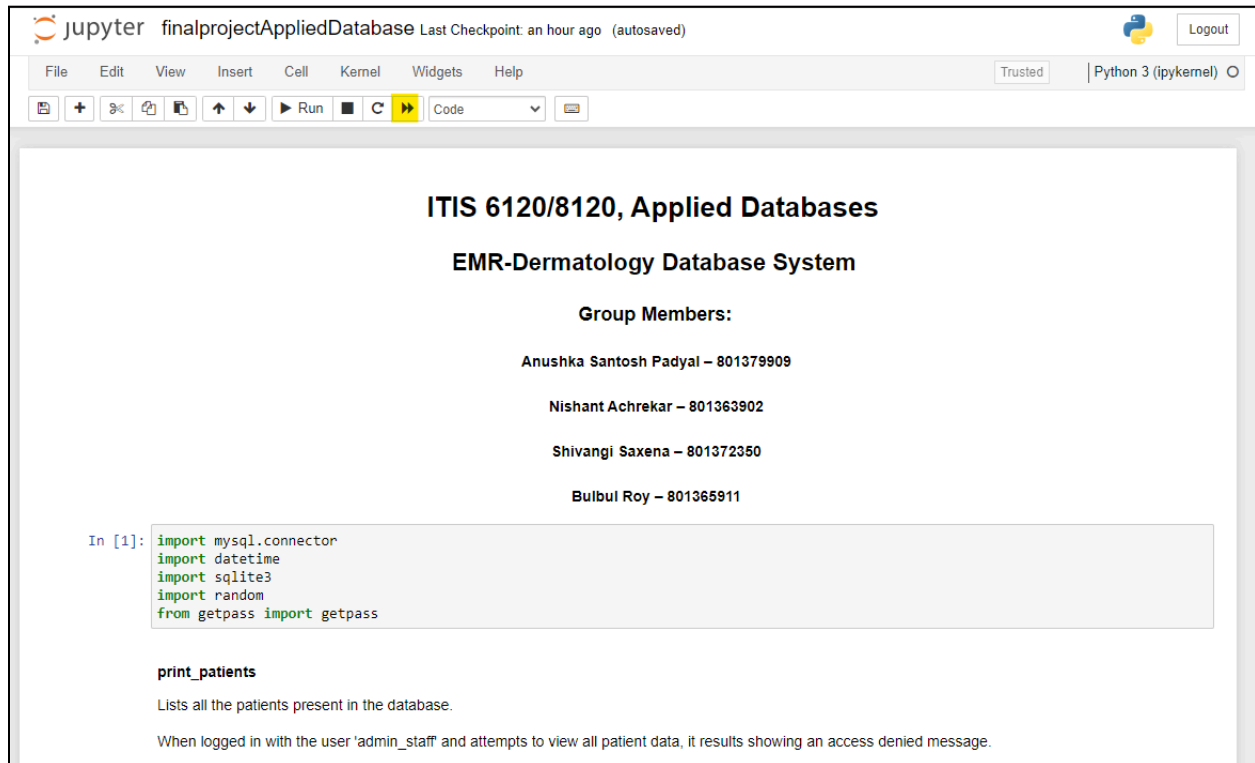 jupyter finalprojectAppliedDatabase Last Checkpoint: an hour ago (autosaved)
Logout
File Edit View Insert Cell Kernel Widgets Help
Trusted Python 3 (ipykernel)
Run Code
ITIS 6120/8120, Applied Databases
EMR-Dermatology Database System
Group Members:
Anushka Santosh Padyal – 801379909
Nishant Achrekar – 801363902
Shivangi Saxena – 801372350
Bulbul Roy – 801365911
In [1]: import mysql.connector
import datetime
import sqlite3
import random
from getpass import getpass
print_patients
Lists all the patients present in the database.
When logged in with the user 'admin_staff' and attempts to view all patient data, it results showing an access denied message.